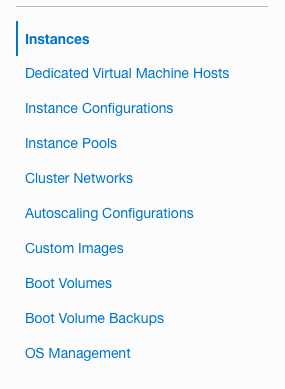 Instances
Dedicated Virtual Machine Hosts
Instance Configurations
Instance Pools
Cluster Networks
Autoscaling Configurations
Custom Images
Boot Volumes
Boot Volume Backups
OS Management